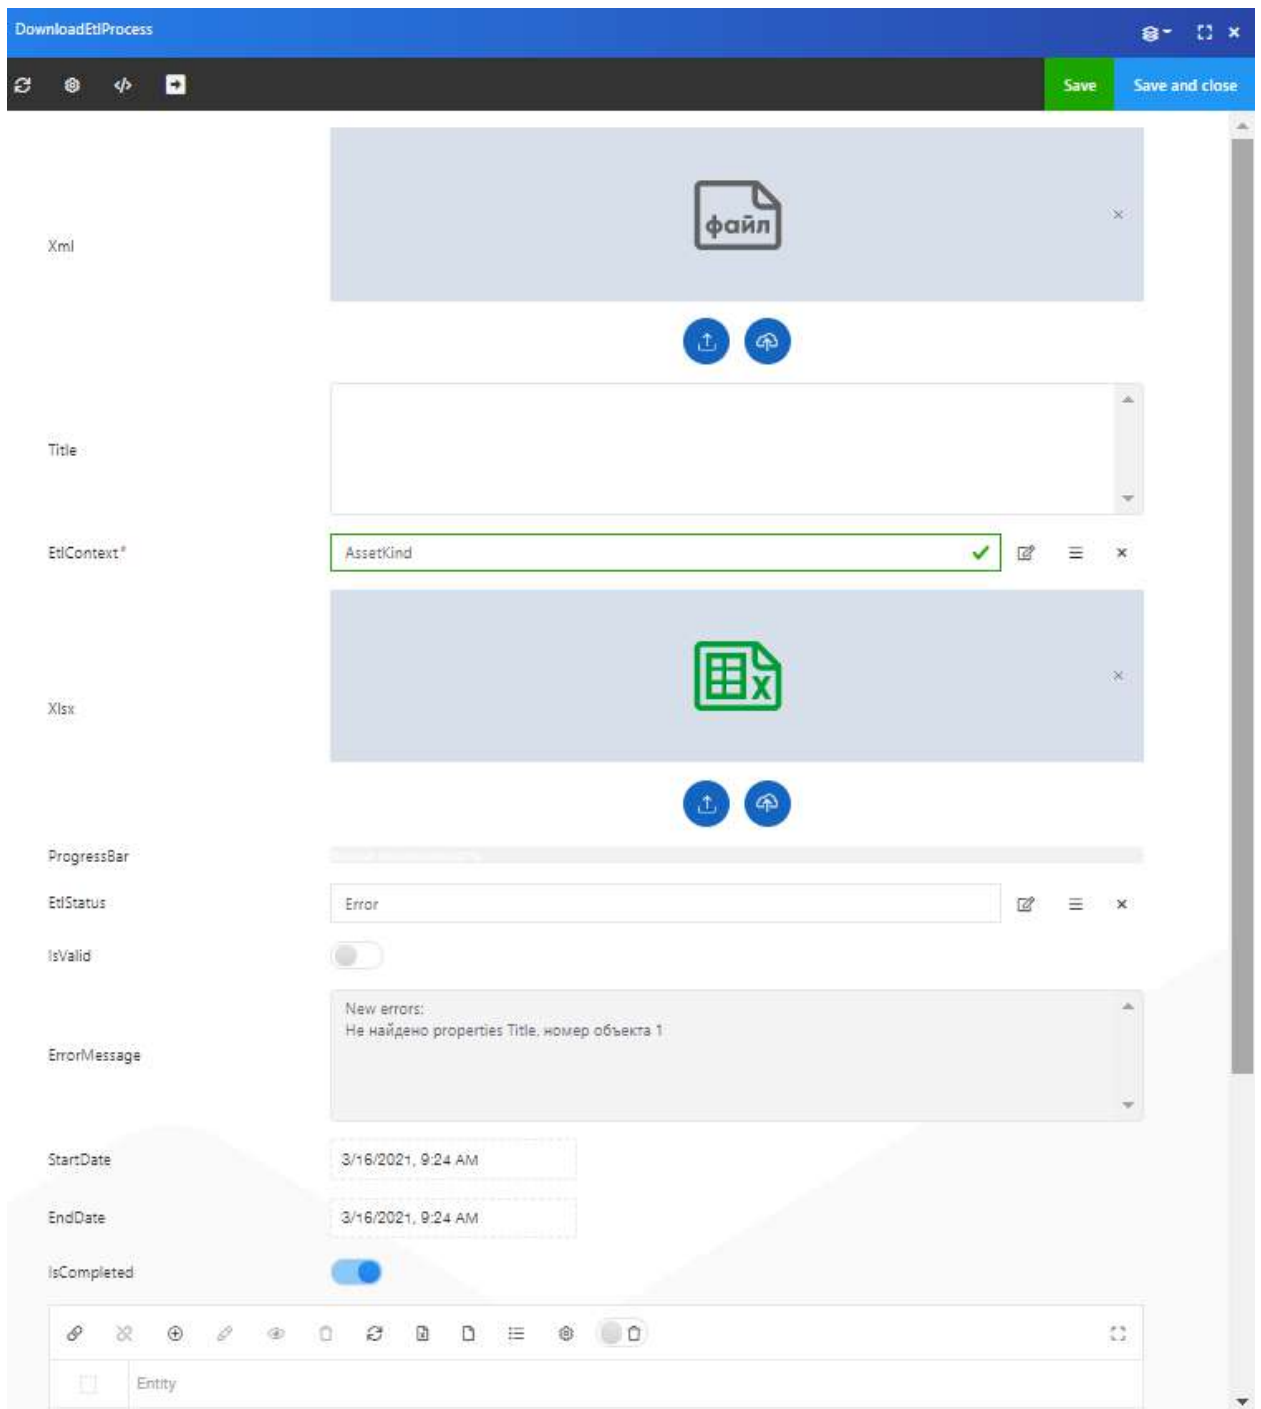 DownloadEtlProcess
Save
Save and close
файл
Xml
Title
EtlContext*
AssetKind
X
Xlsx
ProgressBar
EtlStatus
Error
IsValid
New errors:
Не найдено properties Title, номер объекта 1
ErrorMessage
StartDate
3/16/2021, 9:24 AM
EndDate
3/16/2021, 9:24 AM
IsCompleted
Entity